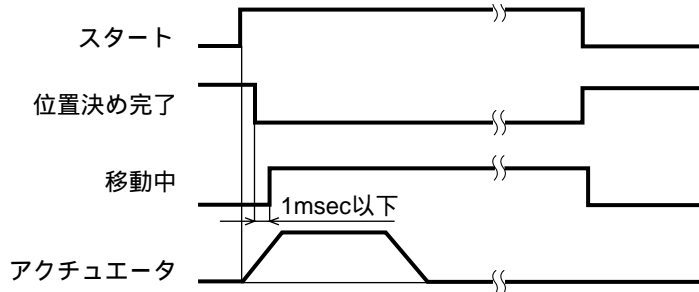 スタート
位置決め完了
移動中
1msec以下
アクチュエータ